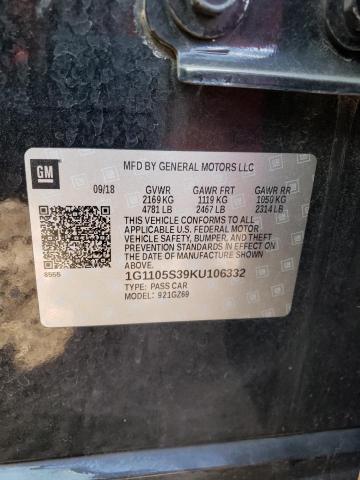 GM
MFD BY GENERAL MOTORS LLC
09/18 GVWR GAWR FRT GAWR RR
2169 KG 1119 KG 1050 KG
4781 LB 2467 LB 2314 LB
THIS VEHICLE CONFORMS TO ALL
APPLICABLE U.S. FEDERAL MOTOR
VEHICLE SAFETY, BUMPER, AND THEFT
PREVENTION STANDARDS IN EFFECT ON
THE DATE OF MANUFACTURE SHOWN ABOVE.
1G1105S39KU106332
TYPE: PASS CAR
MODEL: 921GZ69